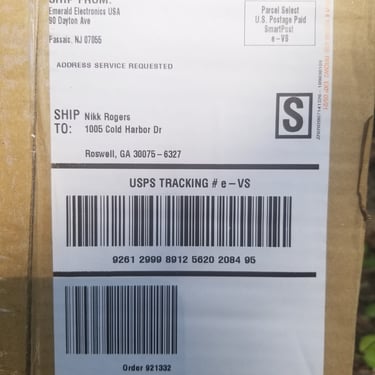 SHIP FROM:
Emerald Electronics USA
90 Dayton Ave
Passaic, NJ 07055
Parcel Select
U.S. Postage Paid
SmartPost
e-VS
ADDRESS SERVICE REQUESTED
S
SHIP TO:
Nikk Rogers
1005 Cold Harbor Dr
Roswell, GA 30075-6327
USPS TRACKING # e-VS
9261 2999 8912 5620 2084 95
Order 921332